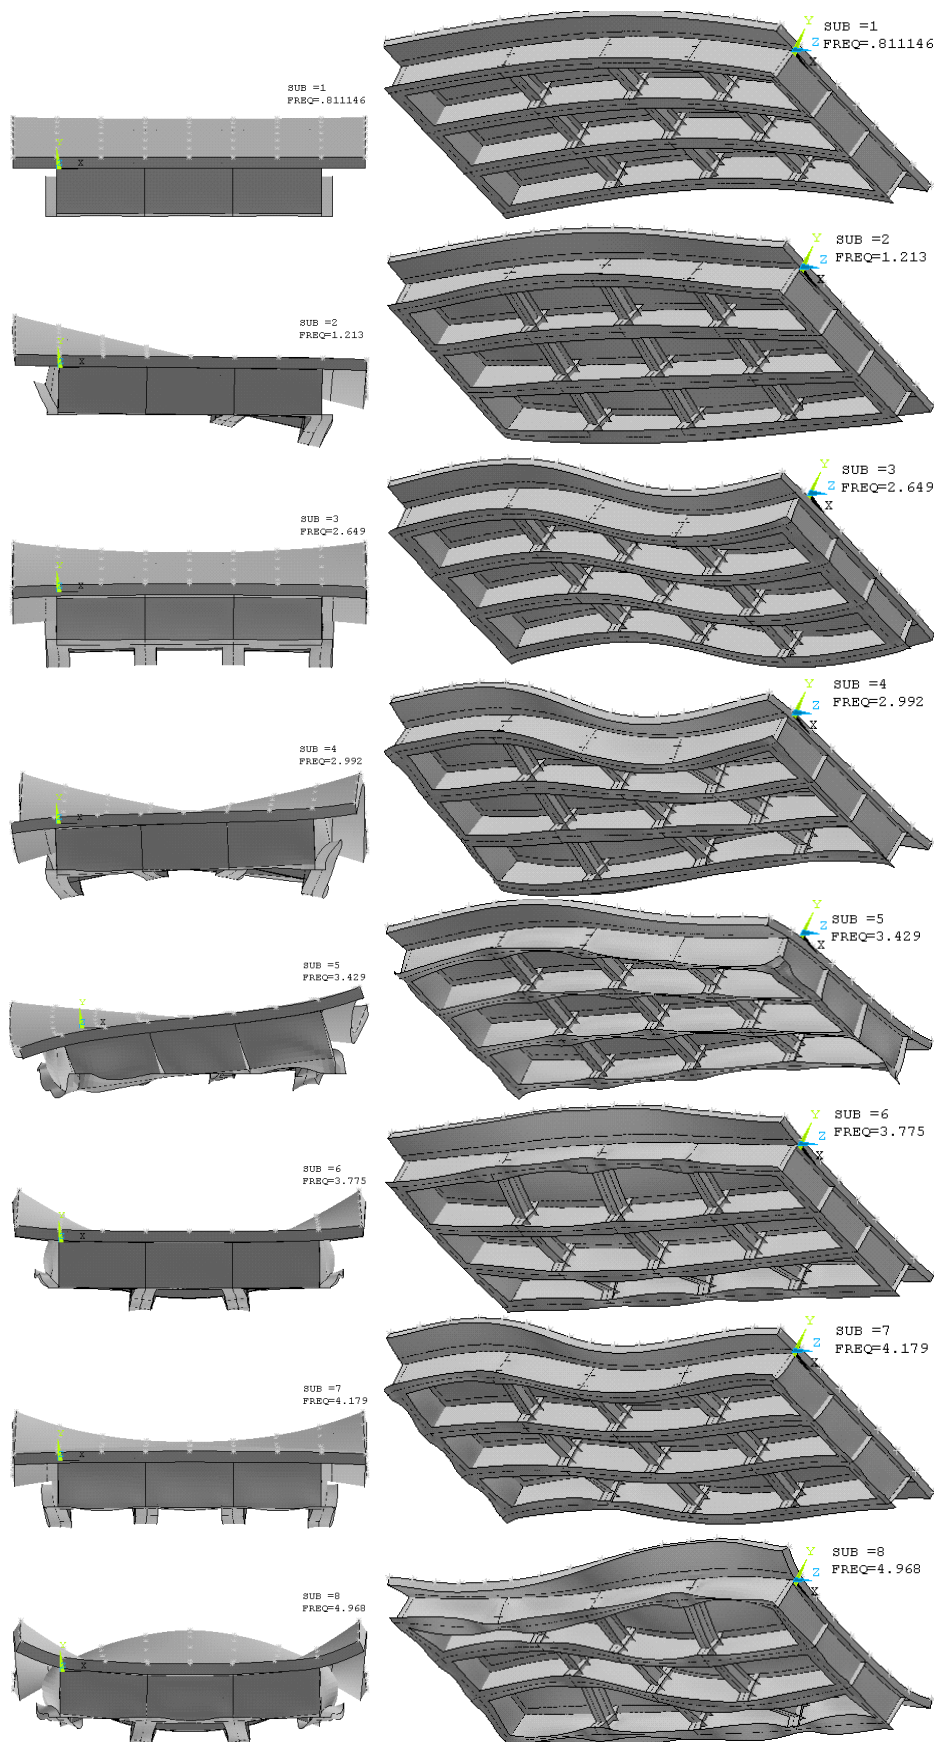 SUB =1
FREQ=.811146
Y
Z
X
SUB =1
FREQ=.811146
Y
X
SUB =2
FREQ=1.213
Y
Z
X
SUB =2
FREQ=1.213
Y
X
SUB =3
FREQ=2.649
Y
Z
X
SUB =3
FREQ=2.649
Y
X
SUB =4
FREQ=2.992
Y
Z
X
SUB =4
FREQ=2.992
Y
X
SUB =5
FREQ=3.429
Y
Z
X
SUB =5
FREQ=3.429
Y
X
SUB =6
FREQ=3.775
Y
Z
X
SUB =6
FREQ=3.775
X
SUB =7
FREQ=4.179
Y
Z
X
SUB =7
FREQ=4.179
Y
X
SUB =8
FREQ=4.968
Y
Z
X
SUB =8
FREQ=4.968
Y
X